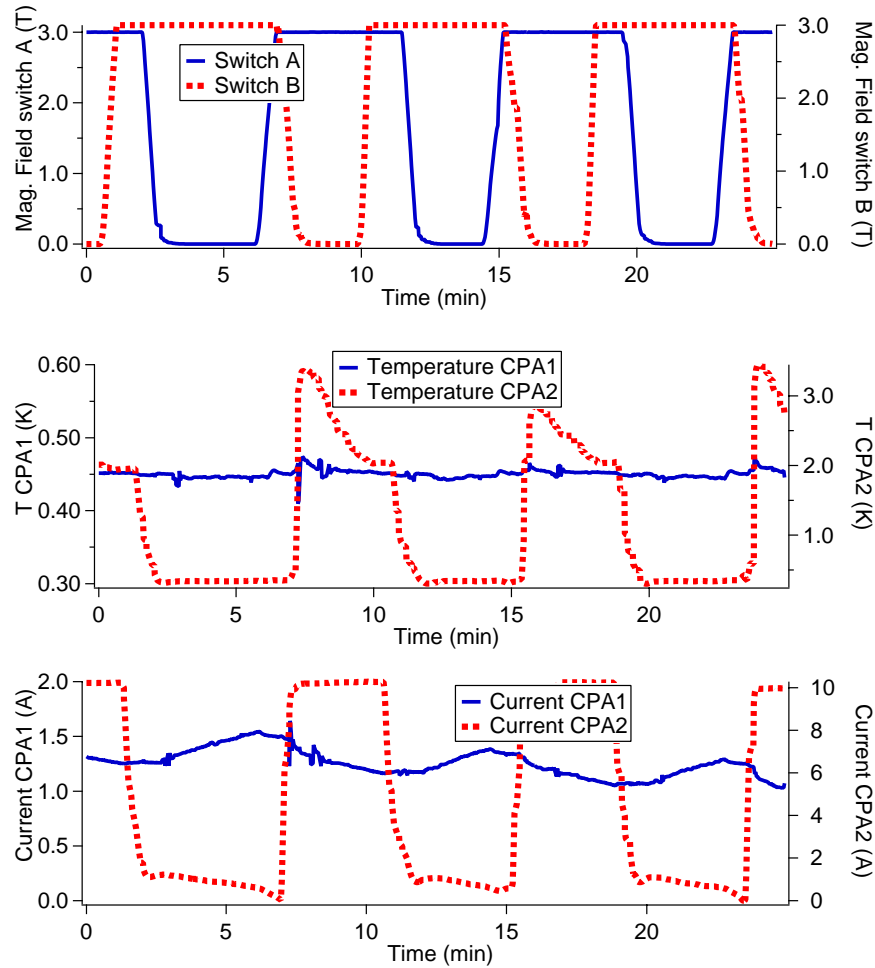 Mag. Field switch A (T)
3.0
2.0
1.0
0.0
Switch A
Switch B
3.0
2.0
1.0
0.0
Mag. Field switch B (T)
0
5
10
15
20
Time (min)
T CPA1 (K)
0.60
0.50
0.40
0.30
Temperature CPA1
Temperature CPA2
3.0
2.0
1.0
T CPA2 (K)
0
5
10
15
20
Time (min)
Current CPA1 (A)
2.0
1.5
1.0
0.5
0.0
Current CPA1
Current CPA2
10
8
6
4
2
0
Current CPA2 (A)
0
5
10
15
20
Time (min)